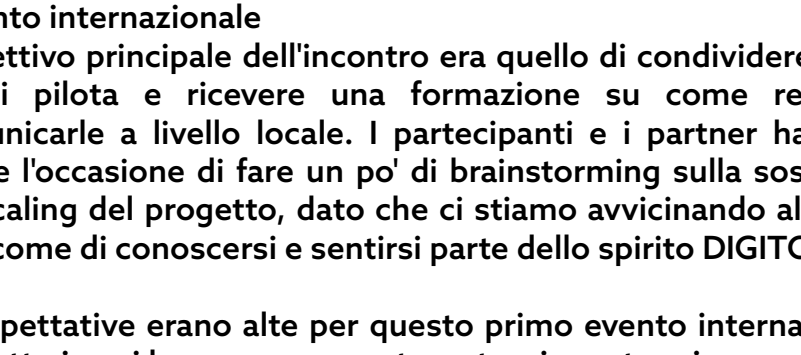 nto internazionale
ettivo principale dell'incontro era quello di condividere
i pilota e ricevere una formazione su come re
unicarle a livello locale. I partecipanti e i partner ha
e l'occasione di fare un po' di brainstorming sulla sos
caling del progetto, dato che ci stiamo avvicinando al
come di conoscersi e sentirsi parte dello spirito DIGITO
pettative erano alte per questo primo evento interna